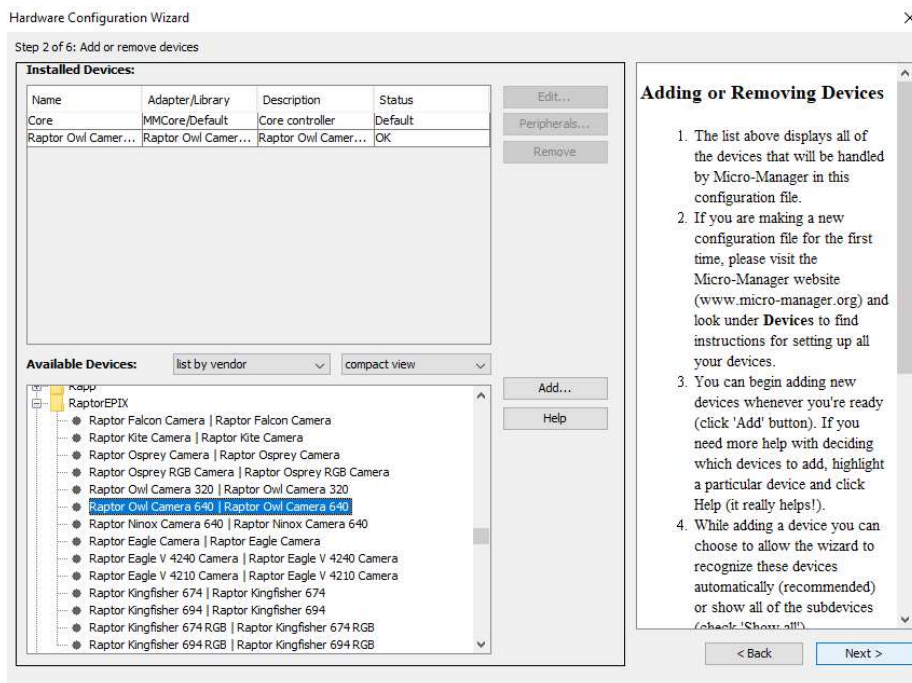 Hardware Configuration Wizard
Step 2 of 6: Add or remove devices
Installed Devices:
Name Adapter/Library Description Status
Core MMCore/Default Core controller Default
Raptor Owl Camer... Raptor Owl Camer... Raptor Owl Camer... OK
Edit...
Peripherals...
Remove
Available Devices: list by vendor compact view
Rapp
RaptorEPIX
Raptor Falcon Camera | Raptor Falcon Camera
Raptor Kite Camera | Raptor Kite Camera
Raptor Osprey Camera | Raptor Osprey Camera
Raptor Osprey RGB Camera | Raptor Osprey RGB Camera
Raptor Owl Camera 320 | Raptor Owl Camera 320
Raptor Owl Camera 640 | Raptor Owl Camera 640
Raptor Ninox Camera 640 | Raptor Ninox Camera 640
Raptor Eagle Camera | Raptor Eagle Camera
Raptor Eagle V 4240 Camera | Raptor Eagle V 4240 Camera
Raptor Eagle V 4210 Camera | Raptor Eagle V 4210 Camera
Raptor Kingfisher 674 | Raptor Kingfisher 674
Raptor Kingfisher 694 | Raptor Kingfisher 694
Raptor Kingfisher 674 RGB | Raptor Kingfisher 674 RGB
Raptor Kingfisher 694 RGB | Raptor Kingfisher 694 RGB
Add...
Help
Adding or Removing Devices
1. The list above displays all of
the devices that will be handled
by Micro-Manager in this
configuration file.
2. If you are making a new
configuration file for the first
time, please visit the
Micro-Manager website
(www.micro-manager.org) and
look under Devices to find
instructions for setting up all
your devices.
3. You can begin adding new
devices whenever you're ready
(click 'Add' button). If you
need more help with deciding
which devices to add, highlight
a particular device and click
Help (it really helps!).
4. While adding a device you can
choose to allow the wizard to
recognize these devices
automatically (recommended)
or show all of the subdevices
(check 'Show all')
< Back
Next >